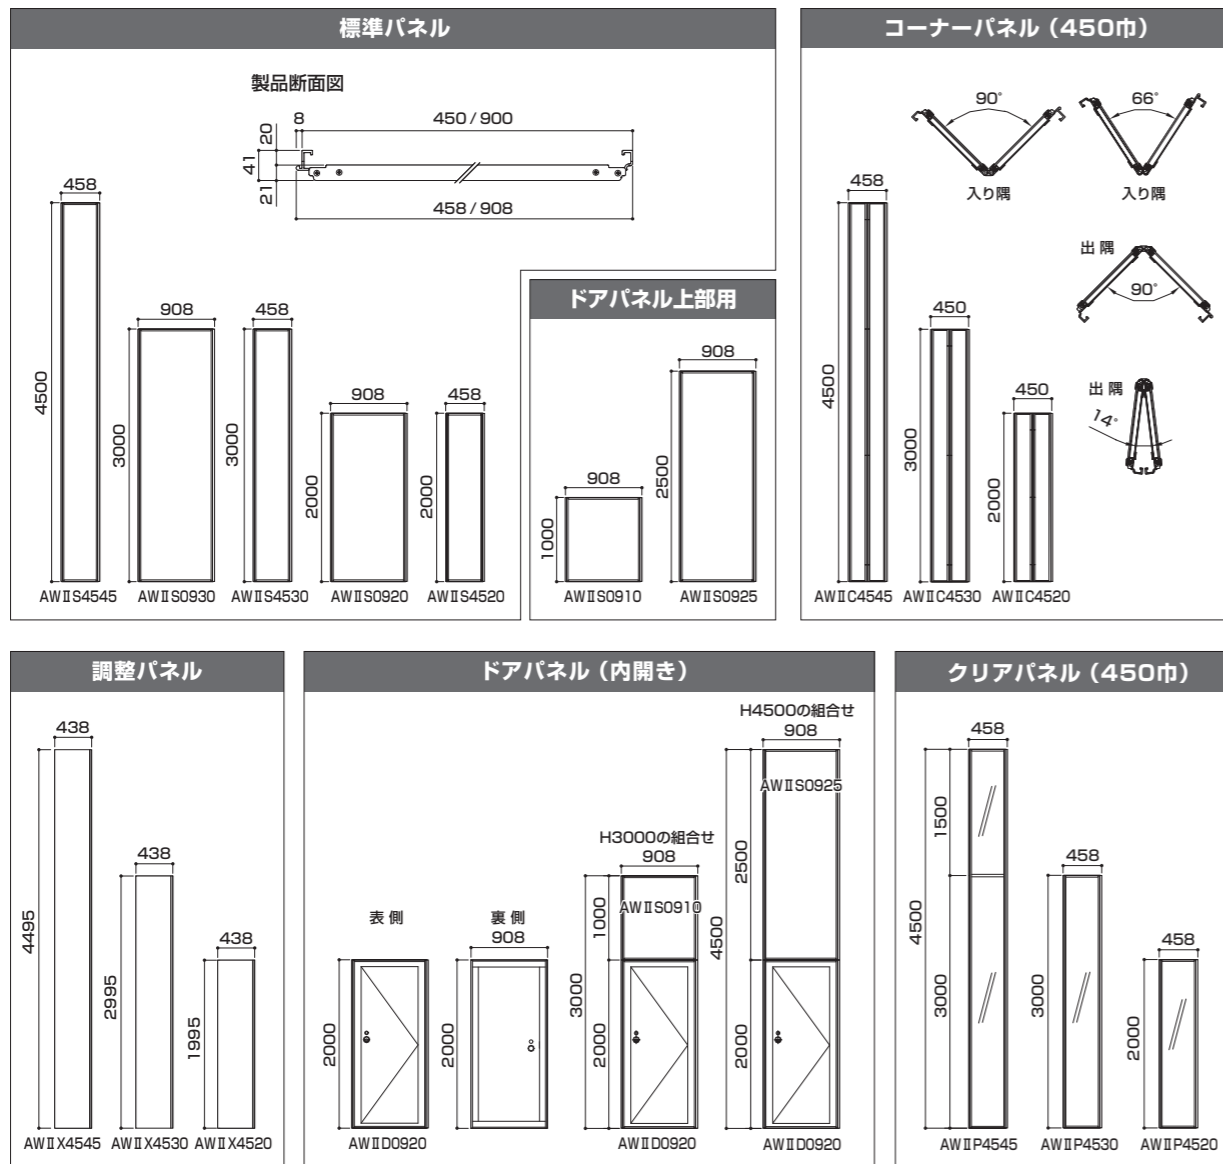 標準パネル
製品断面図
8
450/900
20
41
21
458/908
458
4500
AWⅡS4545
908
3000
AWⅡS0930
458
3000
AWⅡS4530
908
2000
AWⅡS0920
458
2000
AWⅡS4520
ドアパネル上部用
908
1000
AWⅡS0910
908
2500
AWⅡS0925
コーナーパネル（450巾）
90°
入り隅
66°
入り隅
出隅
90°
出隅
14°
458
4500
AWⅡC4545
450
3000
AWⅡC4530
450
2000
AWⅡC4520
調整パネル
438
4495
AWⅡX4545
438
2995
AWⅡX4530
438
1995
AWⅡX4520
ドアパネル（内開き）
表側
2000
AWⅡD0920
裏側
908
2000
H3000の組合せ
908
AWⅡS0910
1000
3000
2000
AWⅡD0920
H4500の組合せ
908
AWⅡS0925
2500
4500
2000
AWⅡD0920
クリアパネル（450巾）
458
1500
4500
3000
AWⅡP4545
458
3000
AWⅡP4530
458
2000
AWⅡP4520